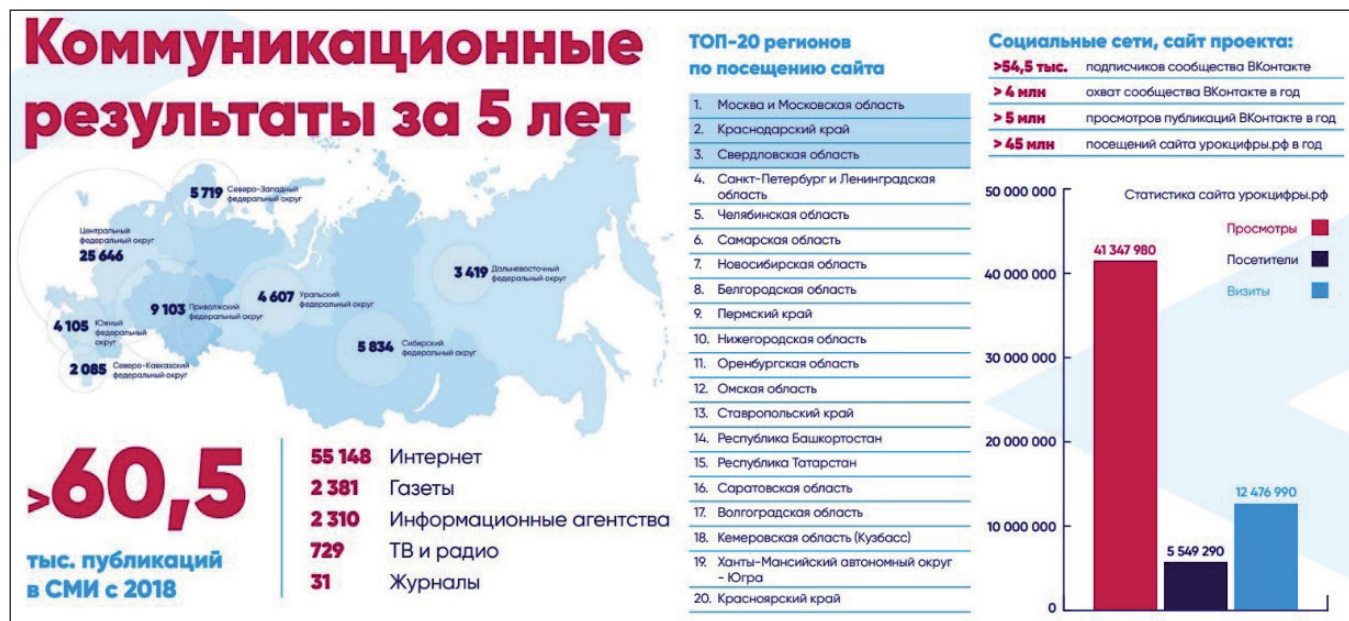 Коммуникационные
результаты за 5 лет
5 719 Северо-Западный
федеральный округ
Центральный
федеральный округ
25 646
3 419 Дальневосточный
федеральный округ
4 607 Уральский
федеральный округ
9 103 Приволжский
федеральный округ
4 105 Южный
федеральный
округ
5 834 Сибирский
федеральный округ
2 085 Северо-Кавказский
федеральный округ
>60,5
тыс. публикаций
в СМИ с 2018
55 148 Интернет
2 381 Газеты
2 310 Информационные агентства
729 ТВ и радио
31 Журналы
ТОП-20 регионов
по посещению сайта
1. Москва и Московская область
2. Краснодарский край
3. Свердловская область
4. Санкт-Петербург и Ленинградская
область
5. Челябинская область
6. Самарская область
7. Новосибирская область
8. Белгородская область
9. Пермский край
10. Нижегородская область
11. Оренбургская область
12. Омская область
13. Ставропольский край
14. Республика Башкортостан
15. Республика Татарстан
16. Саратовская область
17. Волгоградская область
18. Кемеровская область (Кузбасс)
19. Ханты-Мансийский автономный округ
- Югра
20. Красноярский край
Социальные сети, сайт проекта:
>54,5 тыс. подписчиков сообщества ВКонтакте
> 4 млн охват сообщества ВКонтакте в год
> 5 млн просмотров публикаций ВКонтакте в год
> 45 млн посещений сайта урокцифры.рф в год
Статистика сайта урокцифры.рф
Просмотры
Посетители
Визиты
50 000 000
40 000 000
30 000 000
20 000 000
10 000 000
0
41 347 980
5 549 290
12 476 990